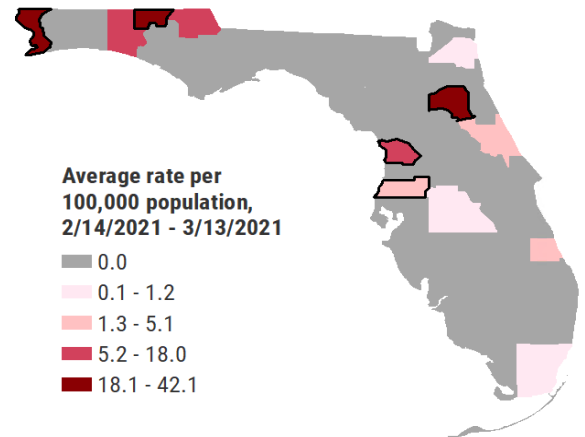 Average rate per
100,000 population,
2/14/2021 - 3/13/2021
0.0
0.1 - 1.2
1.3 - 5.1
5.2 - 18.0
18.1 - 42.1